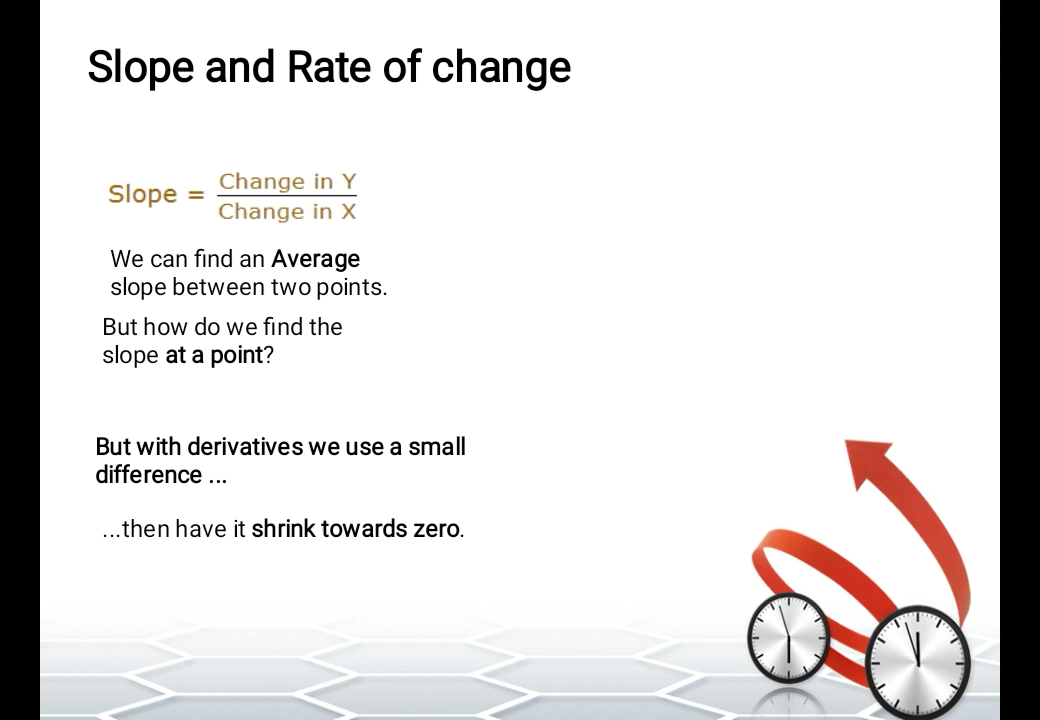 Slope and Rate of change
Slope = Change in Y
Change in X
We can find an Average
slope between two points.
But how do we find the
slope at a point?
But with derivatives we use a small
difference ...
...then have it shrink towards zero.